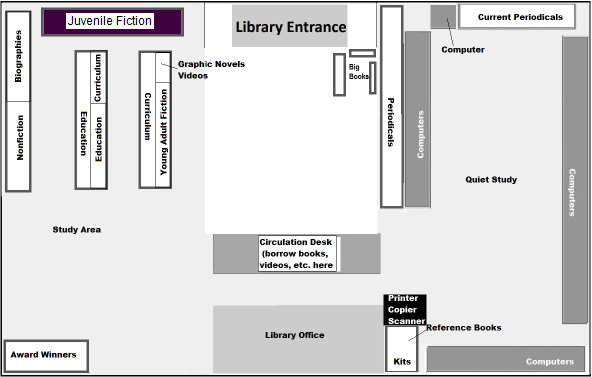 Juvenile Fiction
Library Entrance
Current Periodicals
Computer
Biographies
Nonfiction
Education
Curriculum
Education
Curriculum
Young Adult Fiction
Graphic Novels
Videos
Big
Books
Periodicals
Computers
Quiet Study
Computers
Study Area
Circulation Desk
(borrow books,
videos, etc. here
Printer
Copier
Scanner
Reference Books
Library Office
Kits
Award Winners
Computers